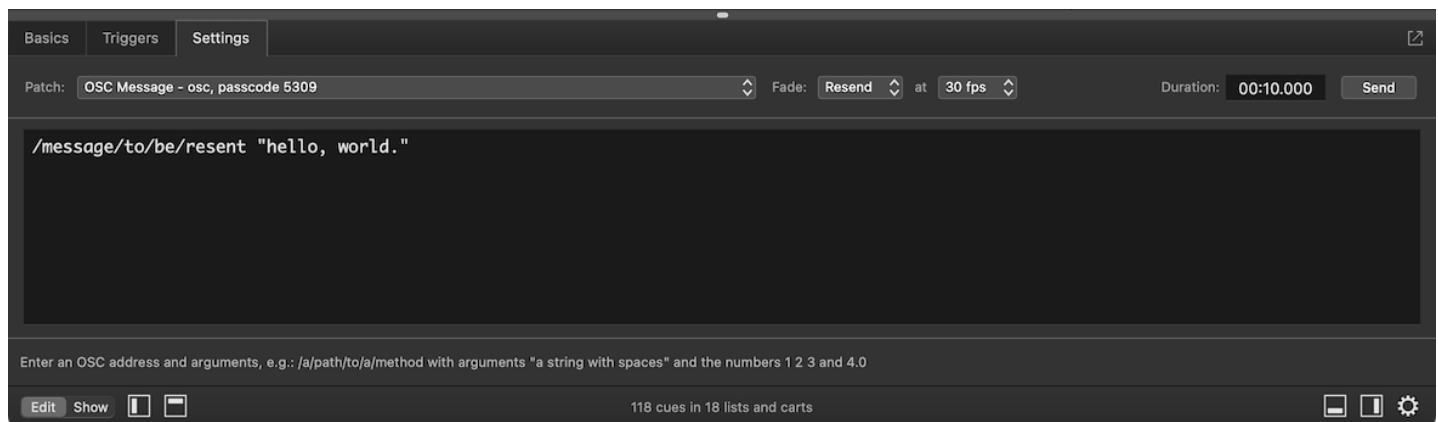 Basics Triggers Settings
Patch: OSC Message - osc, passcode 5309 Fade: Resend at 30 fps Duration: 00:10.000 Send
/message/to/be/resent "hello, world."
Enter an OSC address and arguments, e.g.: /a/path/to/a/method with arguments "a string with spaces" and the numbers 1 2 3 and 4.0
Edit Show 118 cues in 18 lists and carts